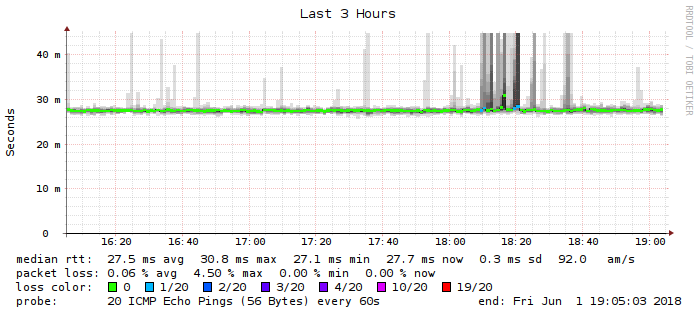 Last 3 Hours
RRDTOOL / TOBI OETIKER
Seconds
40 m
30 m
20 m
10 m
0
16:20 16:40 17:00 17:20 17:40 18:00 18:20 18:40 19:00
median rtt: 27.5 ms avg 30.8 ms max 27.1 ms min 27.7 ms now 0.3 ms sd 92.0 am/s
packet loss: 0.06 % avg 4.50 % max 0.00 % min 0.00 % now
loss color: 0 1/20 2/20 3/20 4/20 10/20 19/20
probe: 20 ICMP Echo Pings (56 Bytes) every 60s end: Fri Jun 1 19:05:03 2018